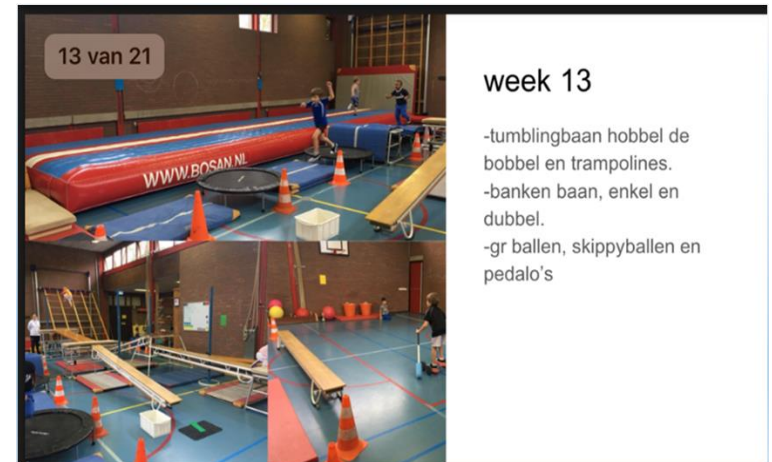 13 van 21
WWW.BOSAN.NL
week 13
-tumblingbaan hobbel de
bobbel en trampolines.
-banken baan, enkel en
dubbel.
-gr ballen, skippyballen en
pedalo's